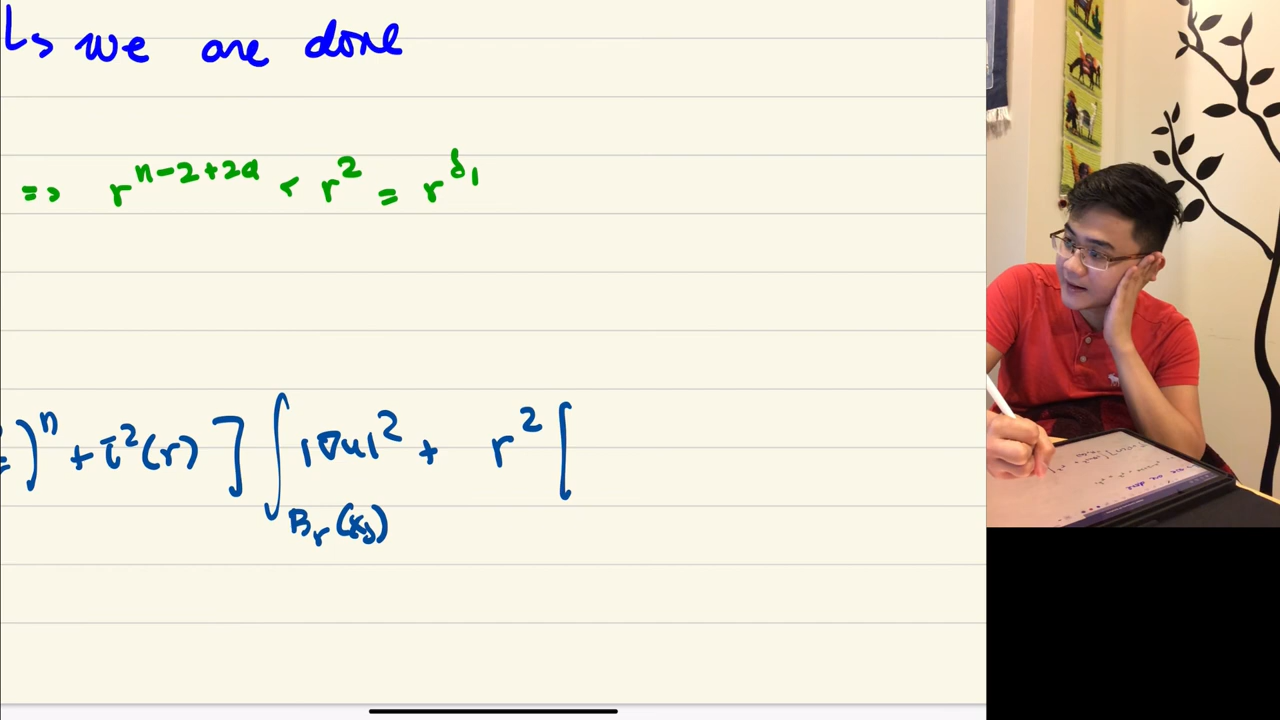 ↳ we are done
⇒ r^{n-2+2α} < r^2 = r^{δ_1}
)^n + τ^2(r) ] ∫_{B_r(x_0)} |∇u|^2 + r^2 [